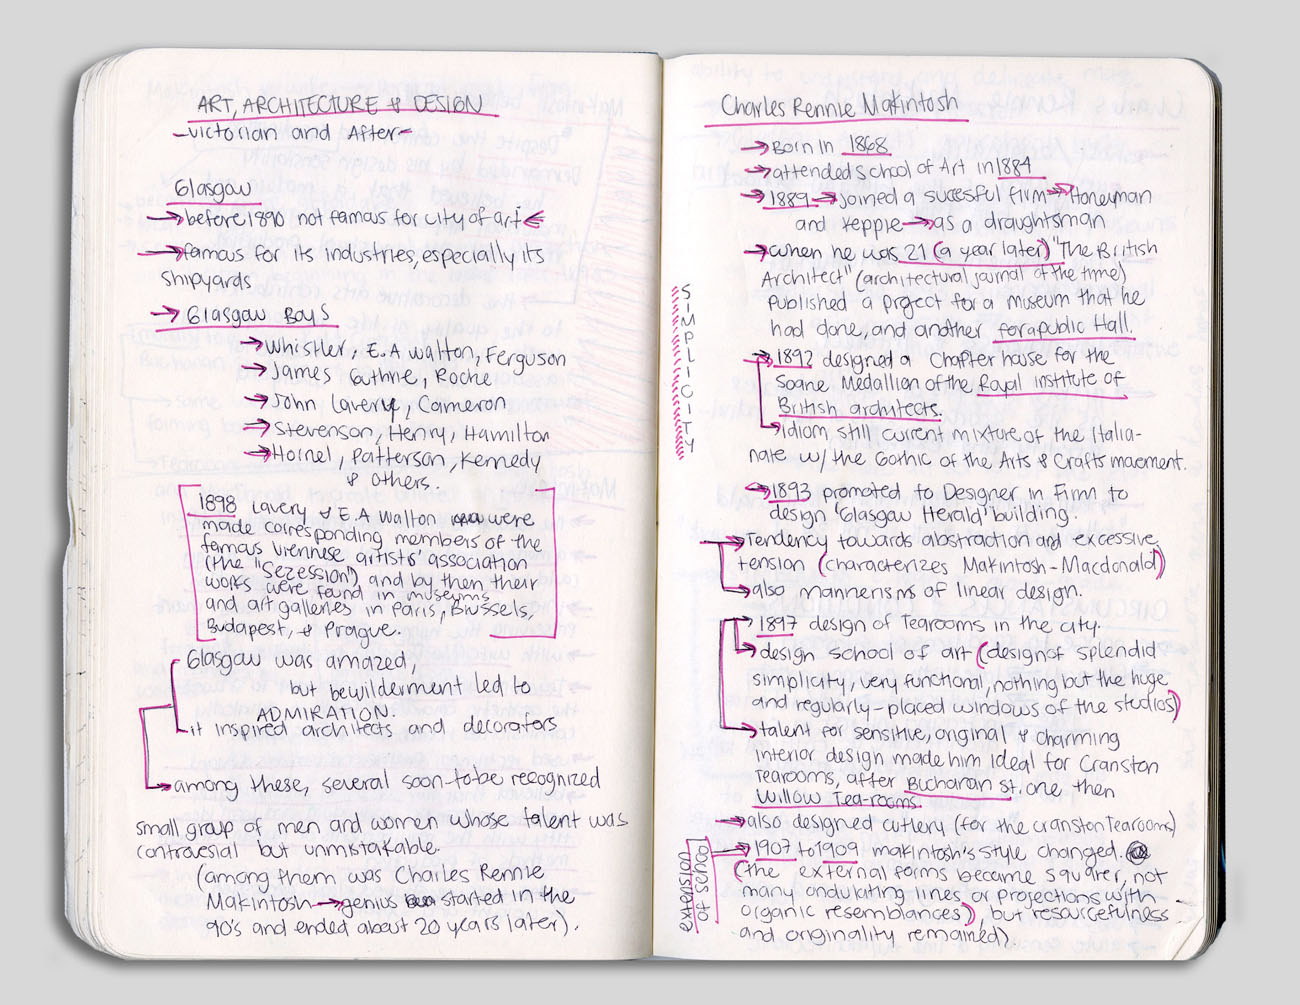 ART, ARCHITECTURE & DESIGN
-Victorian and After-
Glasgow
→ before 1890 not famous for city of art ←
→ famous for its industries, especially its
shipyards
→ Glasgow Boys
→ Whistler, E.A Walton, Ferguson
→ James Guthrie, Roche
→ John Lavery, Cameron
→ Stevenson, Henry, Hamilton
→ Hornel, Patterson, Kennedy
& others.
1898 Lavery & E.A Walton were
made corresponding members of the
famous viennese artists association
(the "Sezession") and by then their
works were found in museums
and art galleries in Paris, Brussels,
Budapest, & Prague.
Glasgow was amazed,
but bewilderment led to
ADMIRATION.
it inspired architects and decorators
→ among these, several soon-to be recognized
small group of men and women whose talent was
controvesial but unmistakable.
(among them was Charles Rennie
Makintosh → genius started in the
90's and ended about 20 years later).
Charles Rennie Makintosh
→ Born in 1868
→ attended School of Art in 1884
→ 1889 → joined a sucessful firm → Honeyman
and Keppie → as a draughtsman
→ when he was 21 (a year later) "The British
Architect" (architectural journal of the time)
published a project for a museum that he
had done, and another for a public Hall.
SIMPLICITY
→ 1892 designed a Chapter house for the
Soane Medallion of the Royal institute of
British architects.
→ idiom still current mixture of the Italia-
nate w/ the Gothic of the Arts & Crafts movement.
→ 1893 promoted to Designer in Firm to
design "Glasgow Herald" building.
→ Tendency towards abstraction and excessive
tension (characterizes Makintosh-Macdonald)
→ also mannerisms of linear design.
→ 1897 design of Tearooms in the city.
→ design school of art (design of splendid
simplicity, very functional, nothing but the huge
and regularly-placed windows of the studios)
→ talent for sensitive, original & charming
interior design made him ideal for Cranston
Tearooms, after Buchanan st. one then
Willow Tea-rooms.
→ also designed cutlery (for the cranston Tearooms)
extension
of school
→ 1907 to 1909 makintosh's style changed.
(the external forms became squarer, not
many undulating lines or projections with
organic resemblances) but resourcefulness
and originality remained)